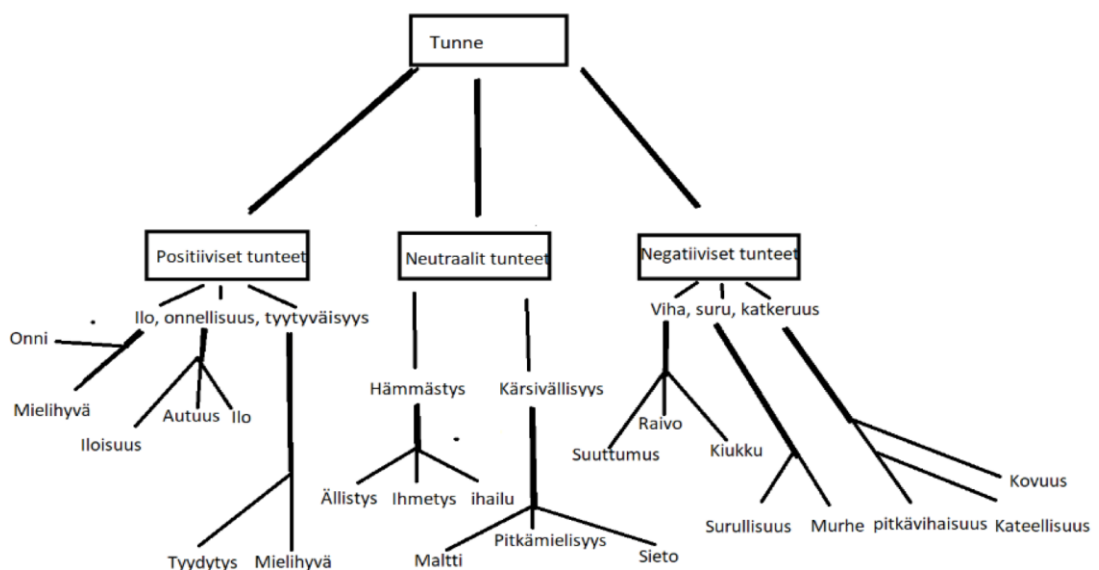 Tunne
Positiiviset tunteet
Neutraalit tunteet
Negatiiviset tunteet
Ilo, onnellisuus, tyytyväisyys
Viha, suru, katkeruus
Onni
Mielihyvä
Iloisuus
Autuus
Ilo
Tyydytys
Mielihyvä
Hämmästys
Kärsivällisyys
Ällistys
Ihmetys
ihailu
Maltti
Pitkämielisyys
Sieto
Suuttumus
Raivo
Kiukku
Surullisuus
Murhe
pitkävihaisuus
Kateellisuus
Kovuus